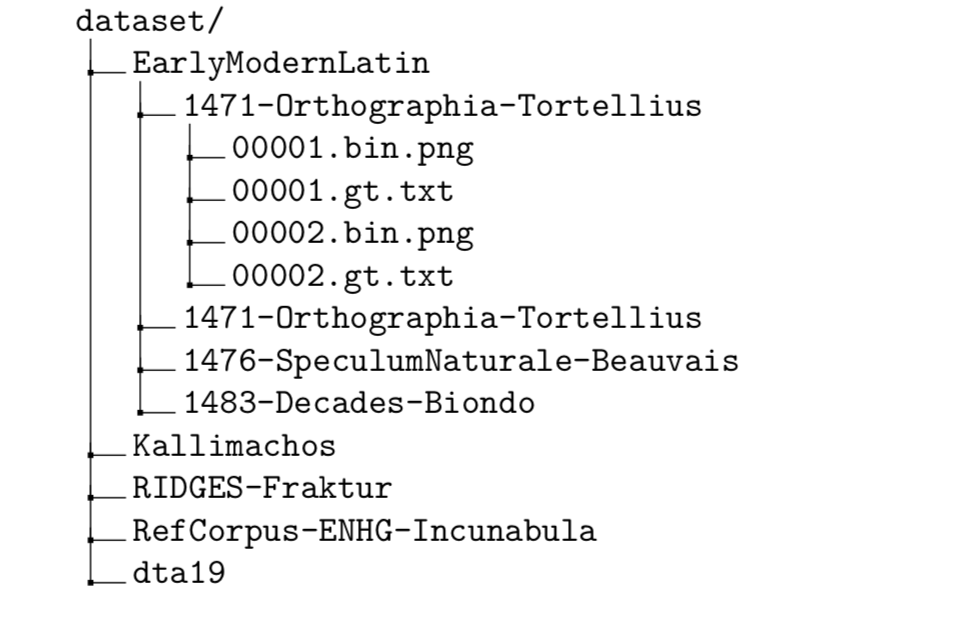 dataset/
EarlyModernLatin
1471-Orthographia-Tortellius
00001.bin.png
00001.gt.txt
00002.bin.png
00002.gt.txt
1471-Orthographia-Tortellius
1476-SpeculumNaturale-Beauvais
1483-Decades-Biondo
Kallimachos
RIDGES-Fraktur
RefCorpus-ENHG-Incunabula
dta19